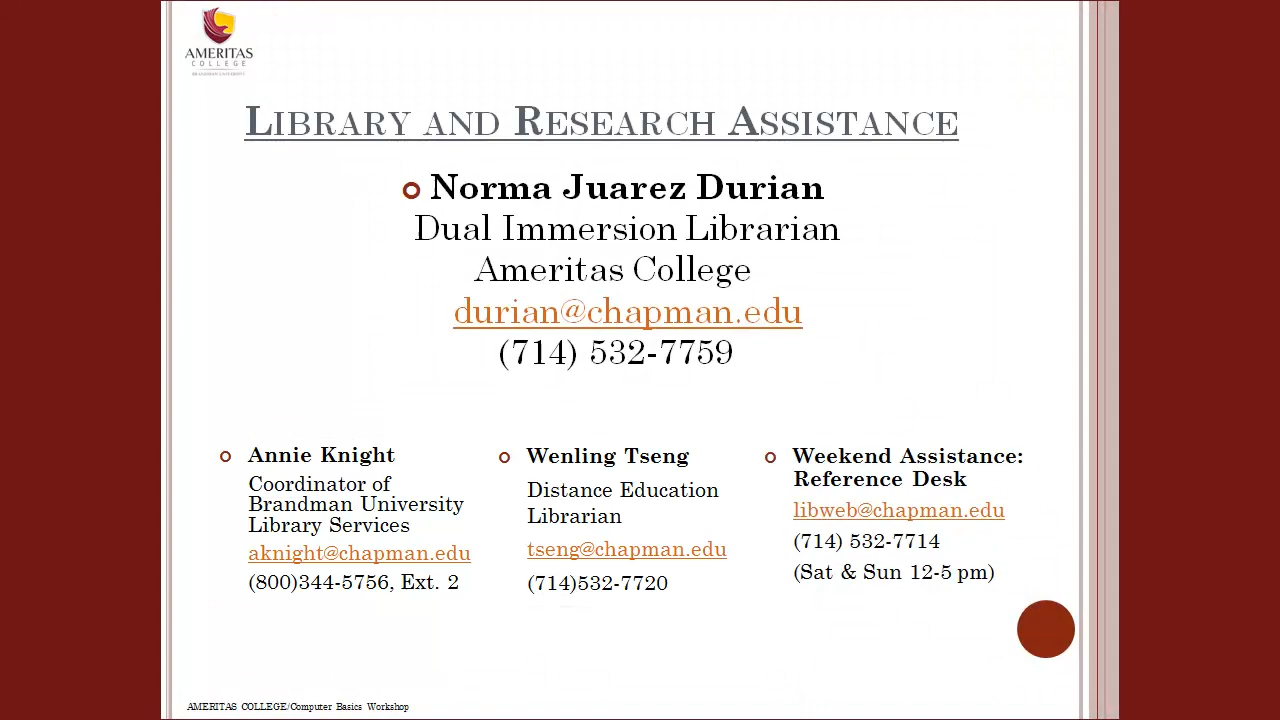 AMERITAS
COLLEGE
BRANDMAN UNIVERSITY
LIBRARY AND RESEARCH ASSISTANCE
Norma Juarez Durian
Dual Immersion Librarian
Ameritas College
durian@chapman.edu
(714) 532-7759
Annie Knight
Coordinator of
Brandman University
Library Services
aknight@chapman.edu
(800)344-5756, Ext. 2
Wenling Tseng
Distance Education
Librarian
tseng@chapman.edu
(714)532-7720
Weekend Assistance:
Reference Desk
libweb@chapman.edu
(714) 532-7714
(Sat & Sun 12-5 pm)
AMERITAS COLLEGE/Computer Basics Workshop